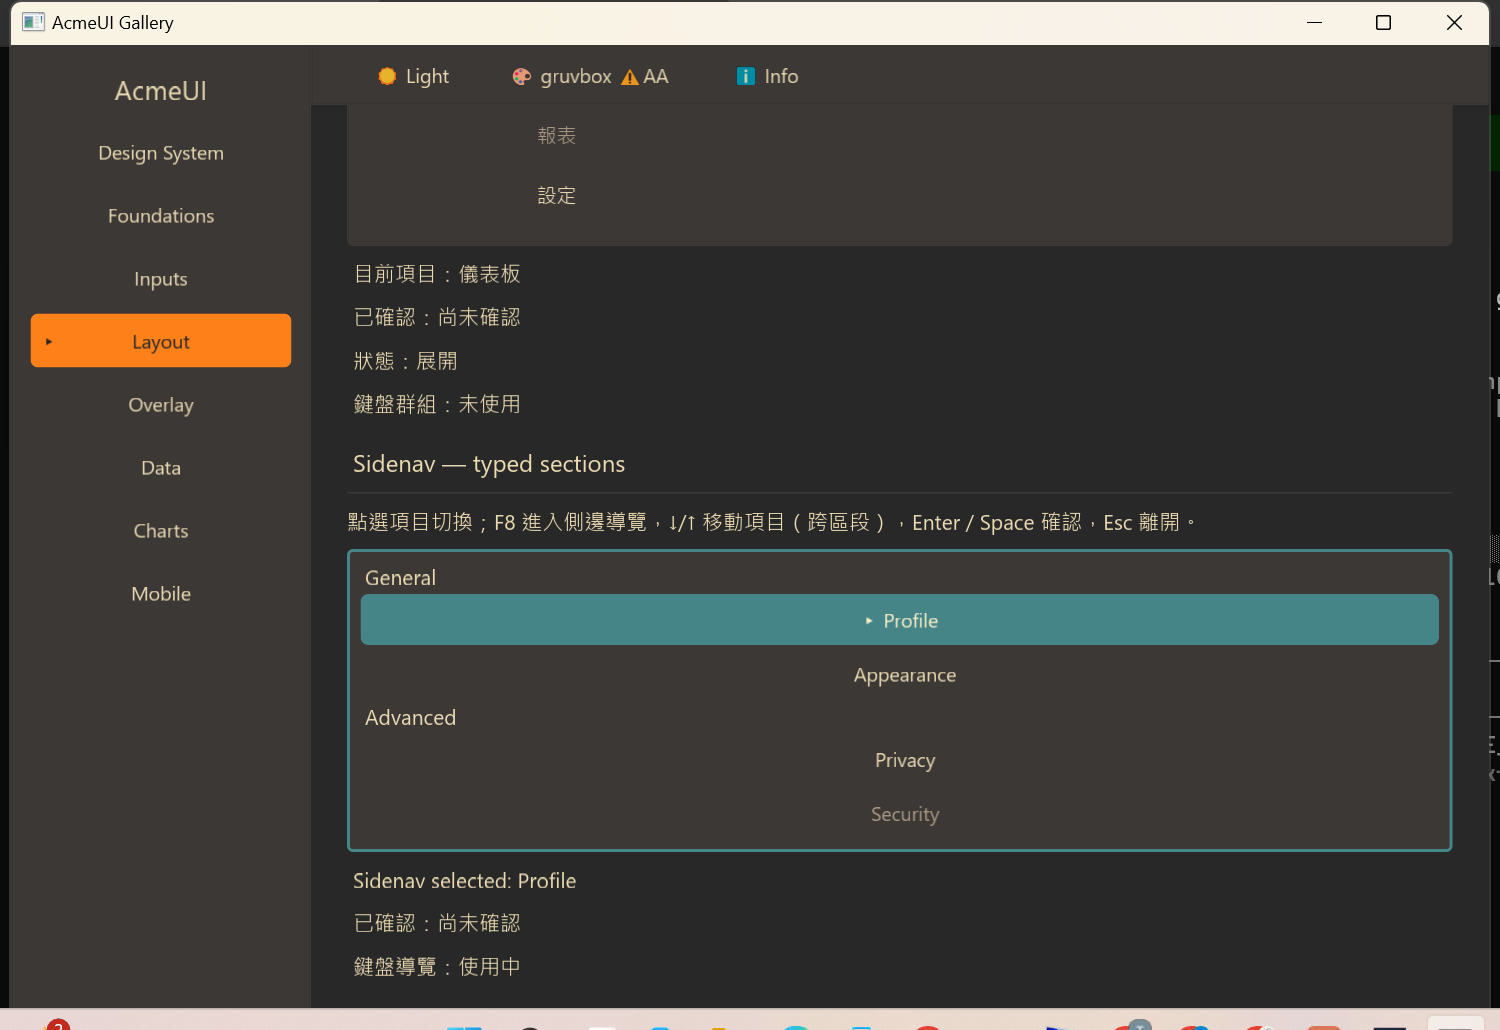 AcmeUI Gallery
Light
gruvbox ⚠ AA
Info
AcmeUI
Design System
Foundations
Inputs
▸ Layout
Overlay
Data
Charts
Mobile
報表
設定
目前項目：儀表板
已確認：尚未確認
狀態：展開
鍵盤群組：未使用
Sidenav — typed sections
點選項目切換；F8 進入側邊導覽，↓/↑ 移動項目（跨區段），Enter / Space 確認，Esc 離開。
General
▸ Profile
Appearance
Advanced
Privacy
Security
Sidenav selected: Profile
已確認：尚未確認
鍵盤導覽：使用中